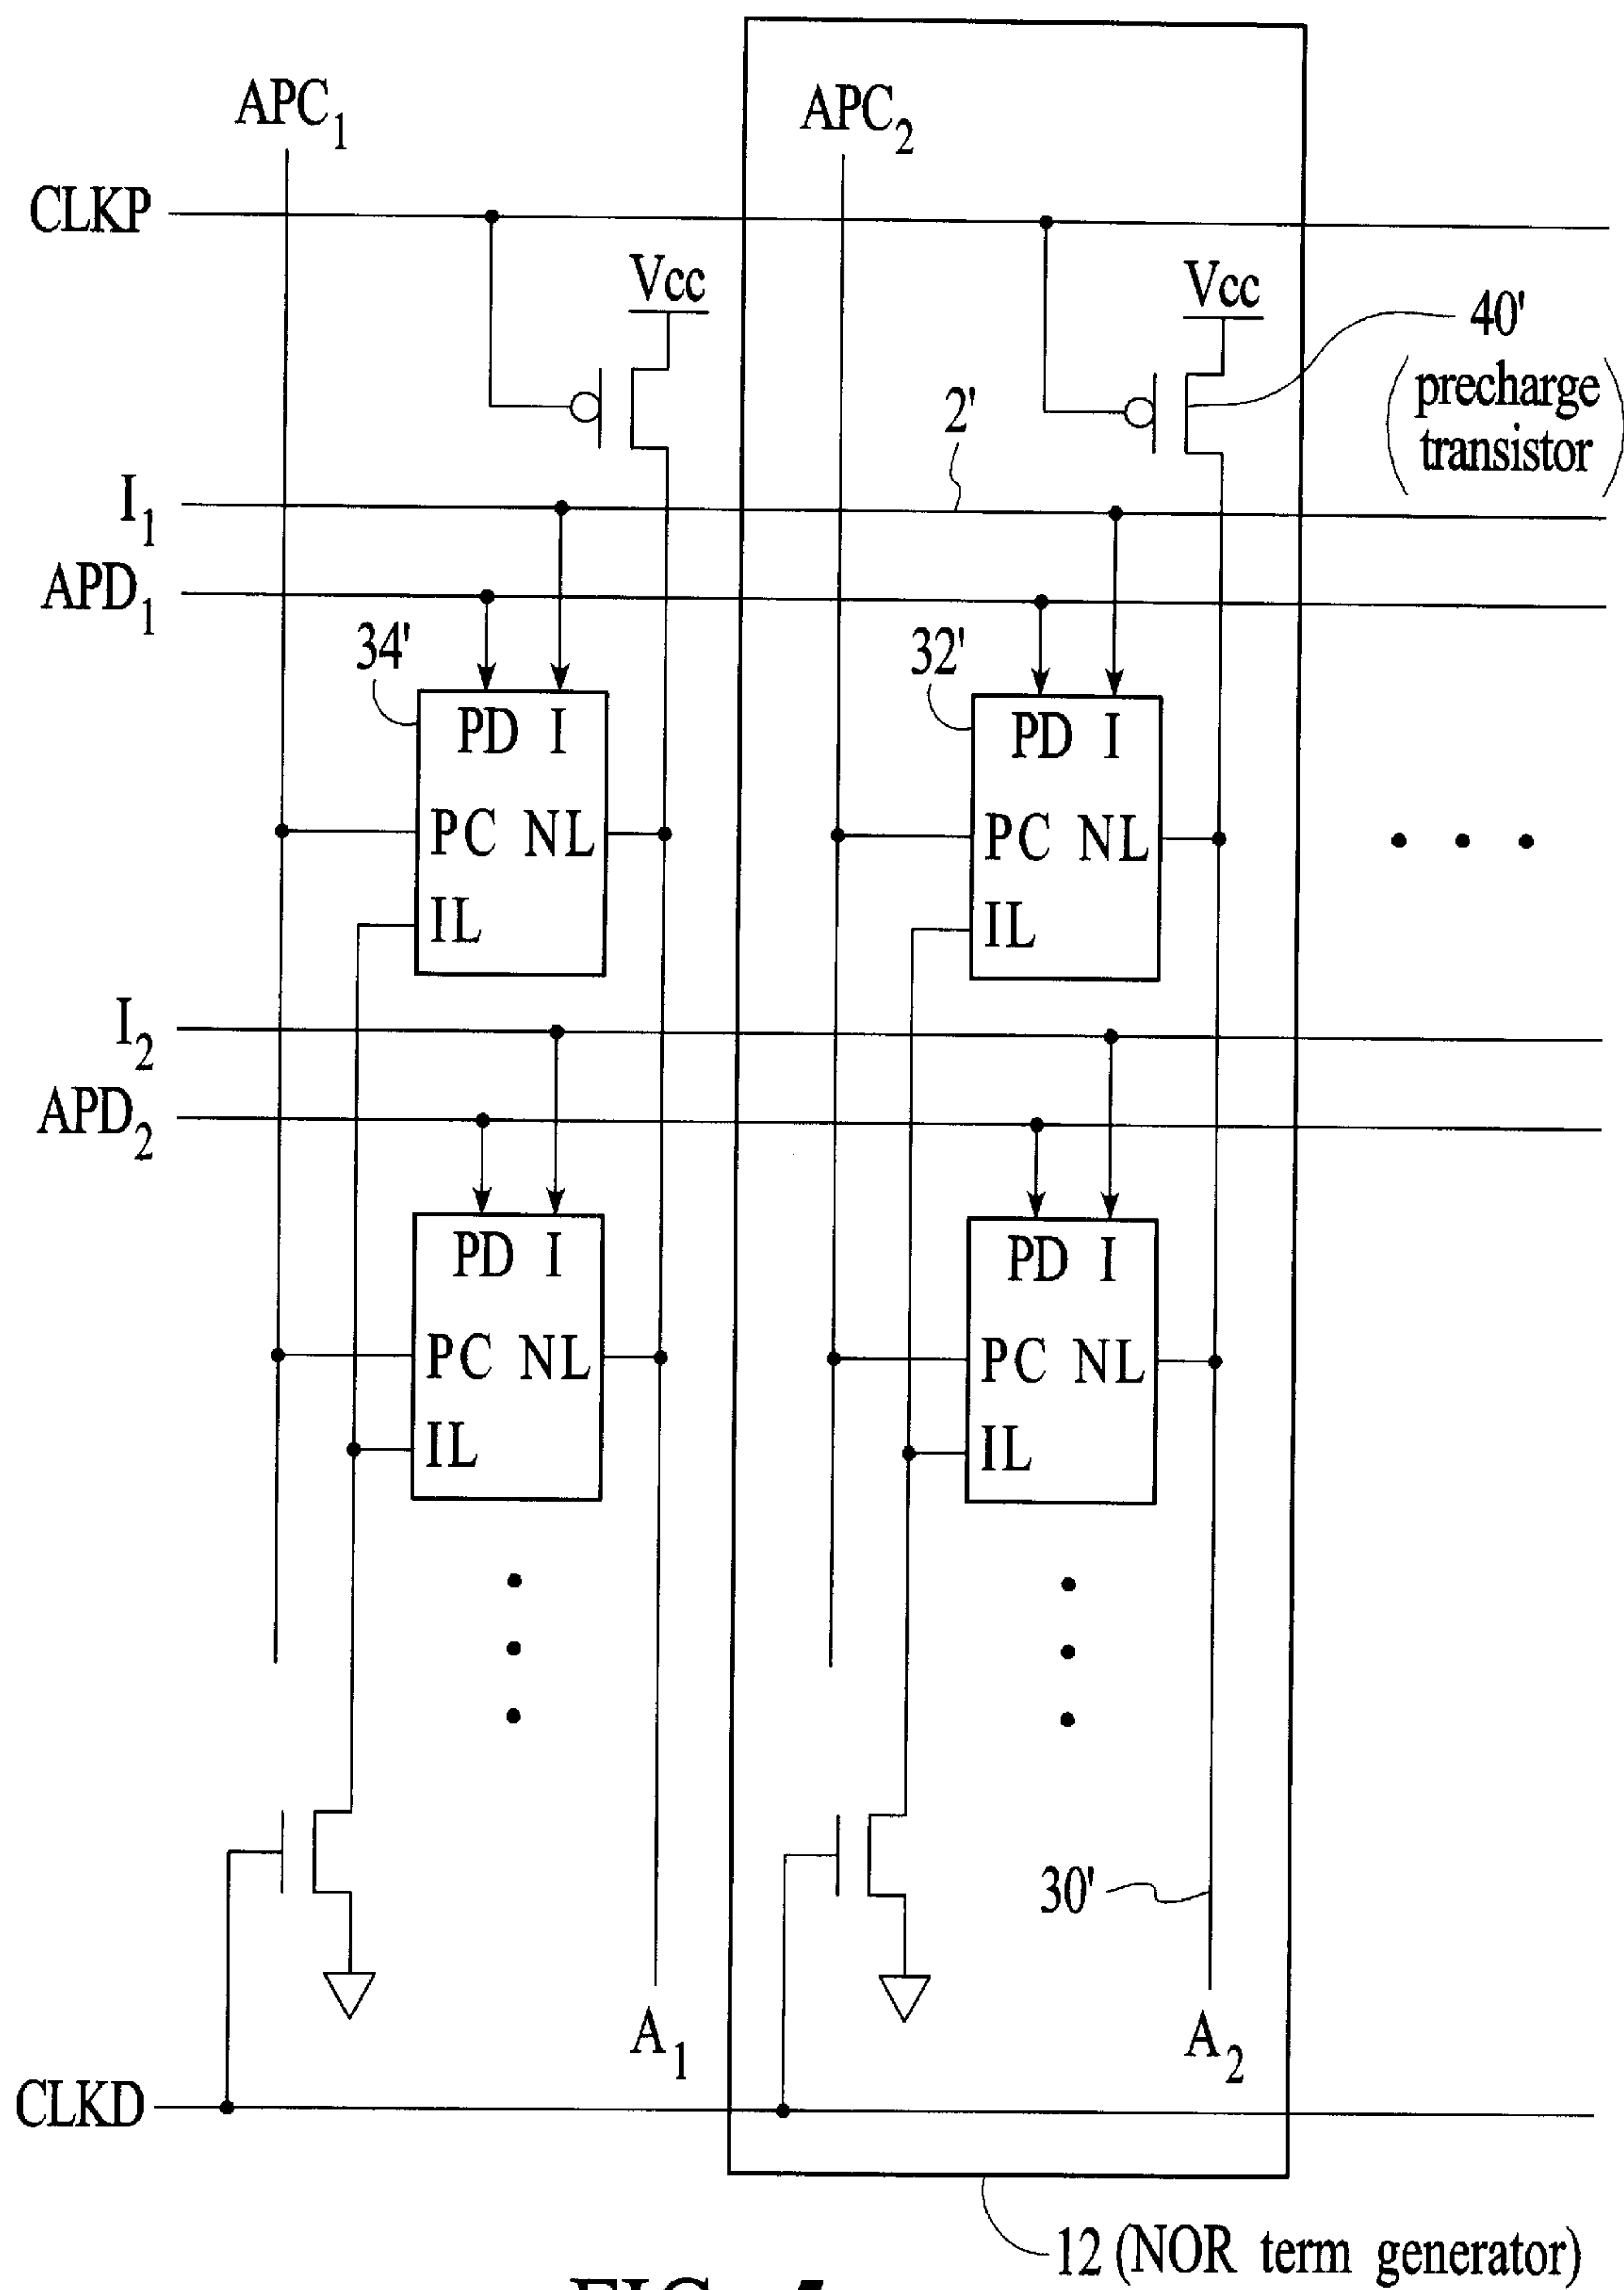 APC1 APC2
CLKP
Vcc Vcc
40'
(precharge
transistor)
2'
I1
APD1
34' 32'
PD I PD I
PC NL PC NL
IL IL
I2
APD2
PD I PD I
PC NL PC NL
IL IL
30'
A1 A2
CLKD
12 (NOR term generator)